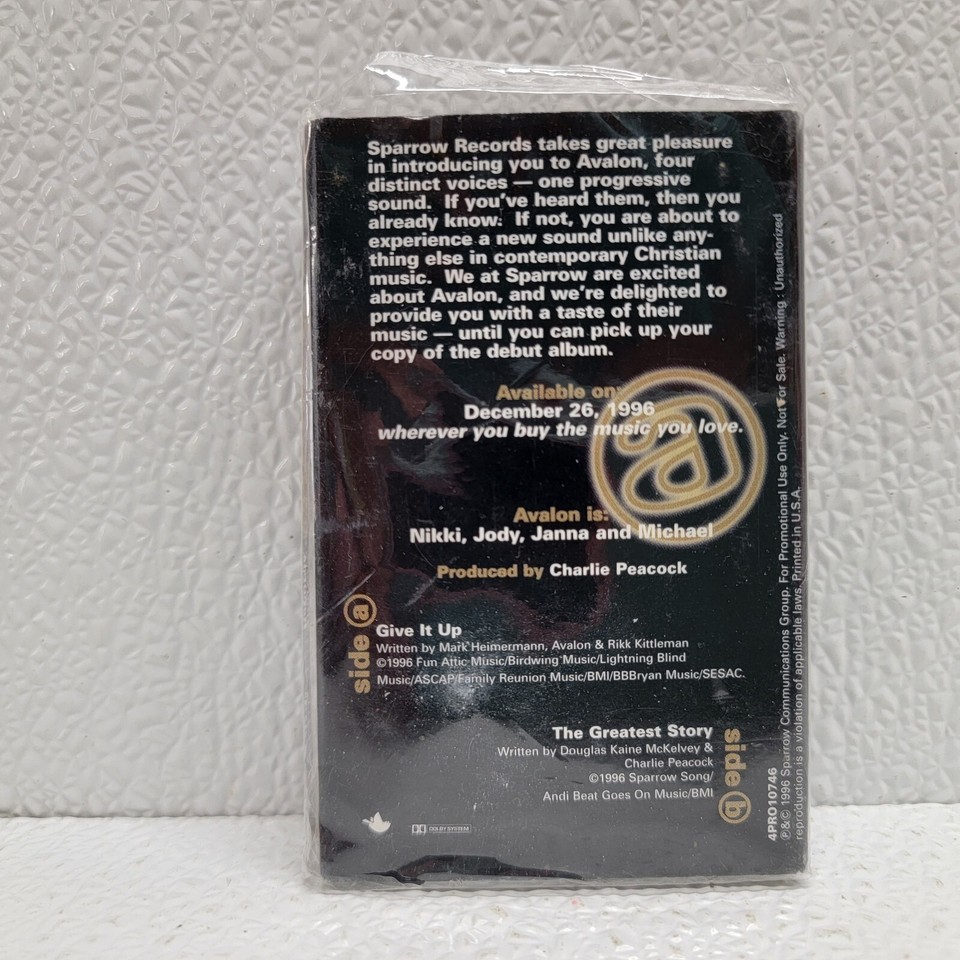 Sparrow Records takes great pleasure
in introducing you to Avalon, four
distinct voices — one progressive
sound. If you've heard them, then you
already know. If not, you are about to
experience a new sound unlike any-
thing else in contemporary Christian
music. We at Sparrow are excited
about Avalon, and we're delighted to
provide you with a taste of their
music — until you can pick up your
copy of the debut album.
Available on:
December 26, 1996
wherever you buy the music you love.
a
Avalon is:
Nikki, Jody, Janna and Michael
Produced by Charlie Peacock
side a
Give It Up
Written by Mark Heimermann, Avalon & Rikk Kittleman
©1996 Fun Attic Music/Birdwing Music/Lightning Blind
Music/ASCAP/Family Reunion Music/BMI/BBBryan Music/SESAC.
side b
The Greatest Story
Written by Douglas Kaine McKelvey &
Charlie Peacock
©1996 Sparrow Song/
Andi Beat Goes On Music/BMI
DOLBY SYSTEM
4PRO10746
℗&© 1996 Sparrow Communications Group. For Promotional Use Only. Not For Sale. Warning : Unauthorized
reproduction is a violation of applicable laws. Printed in U.S.A.